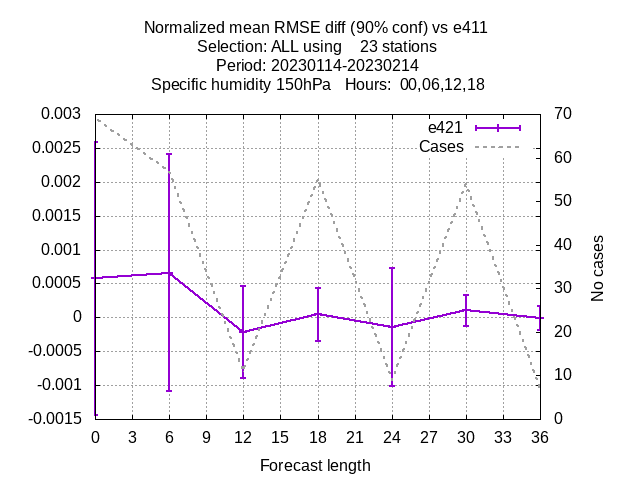 Normalized mean RMSE diff (90% conf) vs e411
Selection: ALL using    23 stations
Period: 20230114-20230214
Specific humidity 150hPa   Hours:  00,06,12,18
e421
Cases
0.003
0.0025
0.002
0.0015
0.001
0.0005
0
-0.0005
-0.001
-0.0015
70
60
50
40
30
20
10
0
No cases
0 3 6 9 12 15 18 21 24 27 30 33 36
Forecast length